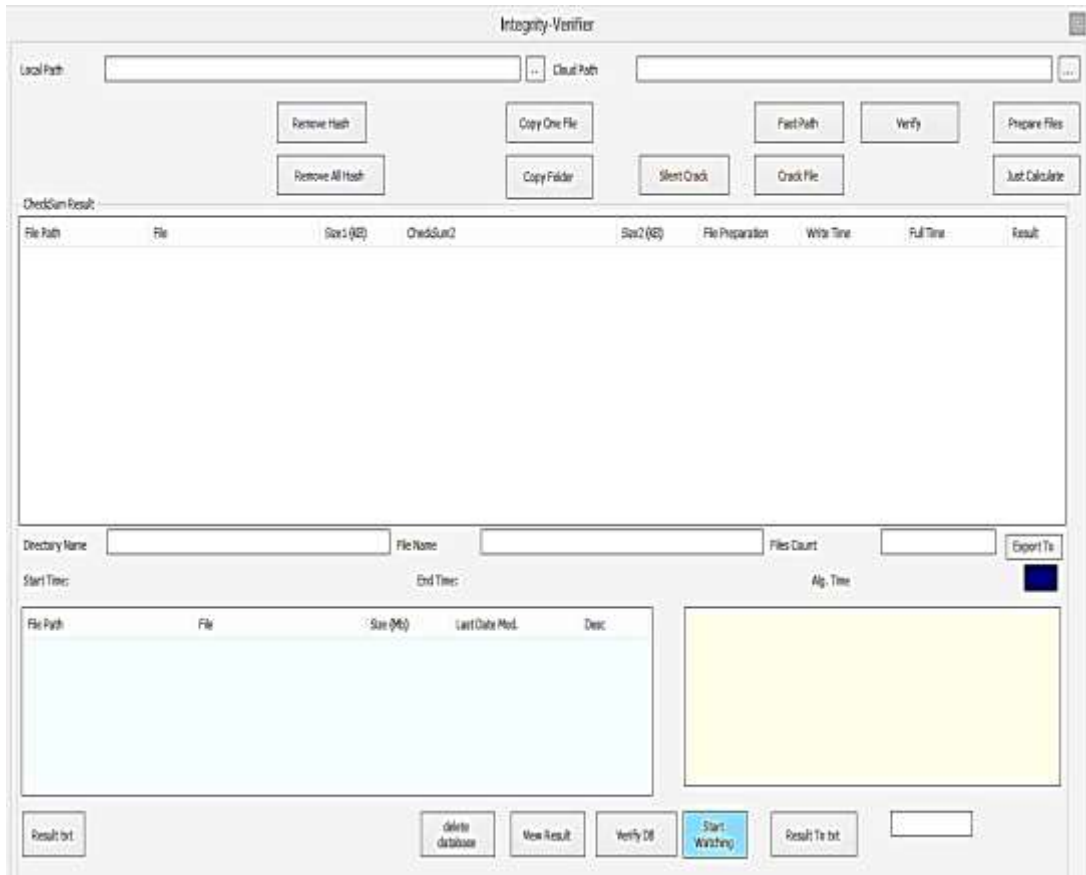 Integrity-Verifier
Local Path .. Cloud Path ...
Remove Hash Copy One File Fast Path Verify Prepare Files
Remove All Hash Copy Folder Silent Crack Crack File Just Calculate
CheckSum Result
File Path File Size1 (KB) CheckSum2 Size2 (KB) File Preparation Write Time Full Time Result
Directory Name File Name Files Count Export To
Start Time: End Time: Alg. Time
File Path File Size (Mb) Last Date Mod. Desc
Result txt delete database View Result Verify DB Start Watching Result To txt